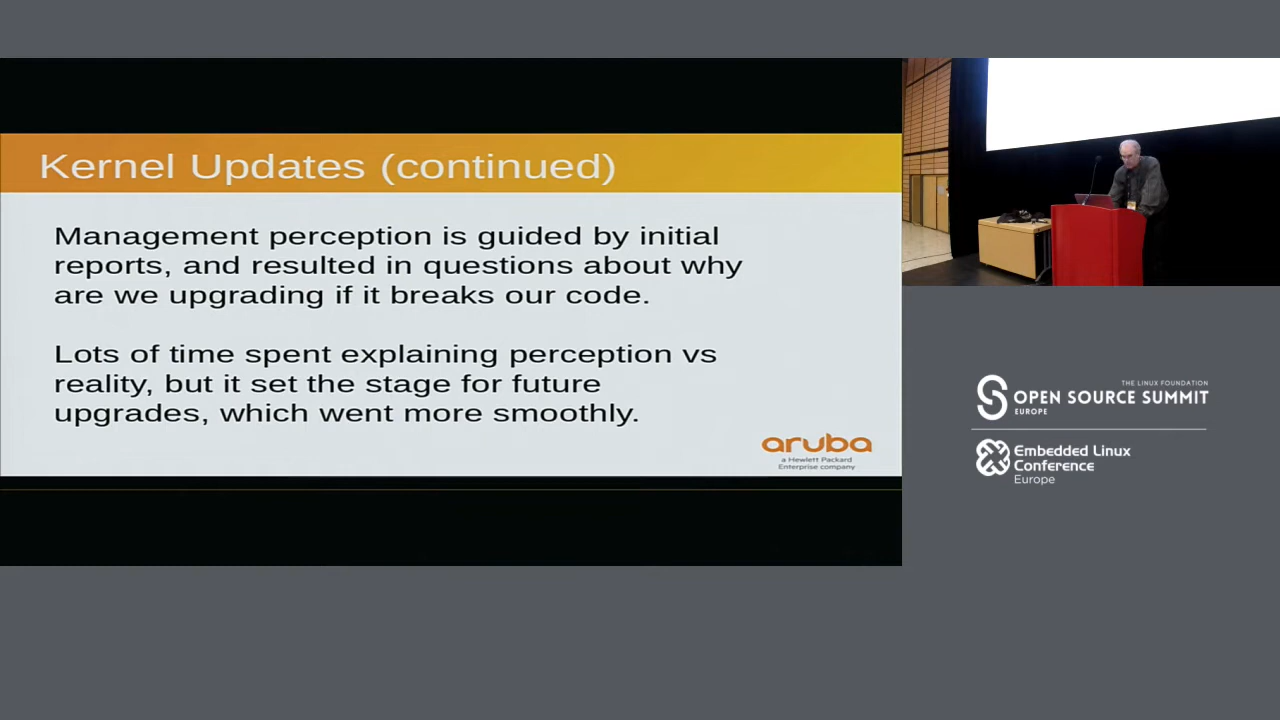 Kernel Updates (continued)
Management perception is guided by initial
reports, and resulted in questions about why
are we upgrading if it breaks our code.
Lots of time spent explaining perception vs
reality, but it set the stage for future
upgrades, which went more smoothly.
aruba
a Hewlett Packard
Enterprise company
THE LINUX FOUNDATION
OPEN SOURCE SUMMIT
EUROPE
Embedded Linux
Conference
Europe